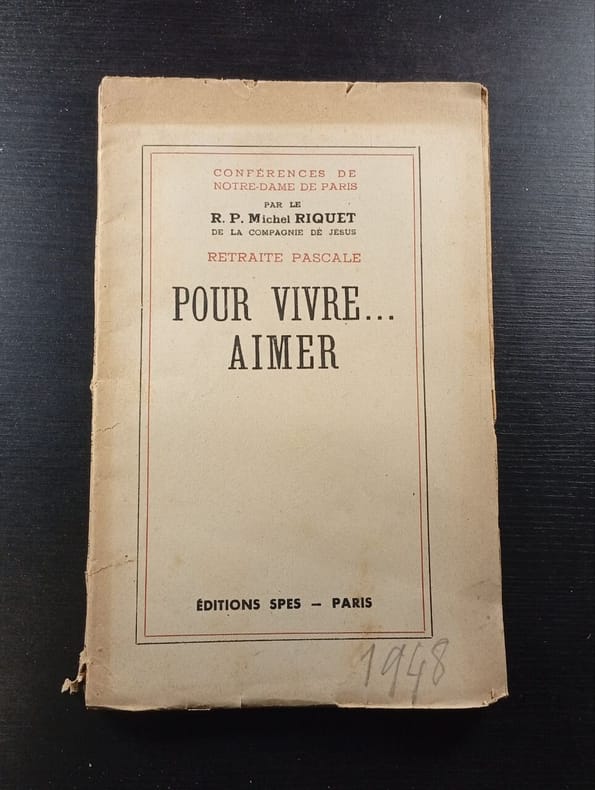 CONFÉRENCES DE
NOTRE-DAME DE PARIS
PAR LE
R. P. Michel RIQUET
DE LA COMPAGNIE DE JÉSUS
RETRAITE PASCALE
POUR VIVRE...
AIMER
ÉDITIONS SPES — PARIS
1948